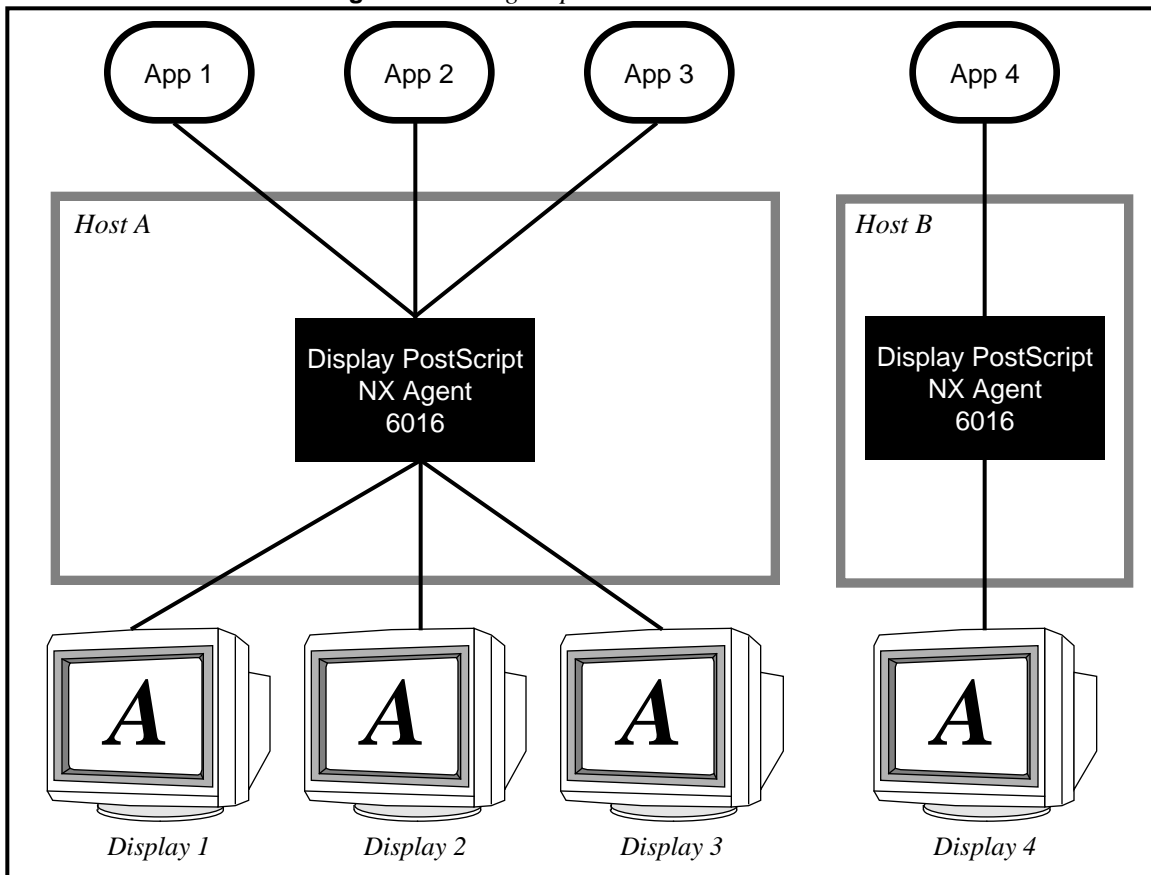 App 1
App 2
App 3
App 4
Host A
Host B
Display PostScript
NX Agent
6016
Display PostScript
NX Agent
6016
A
A
A
A
Display 1
Display 2
Display 3
Display 4